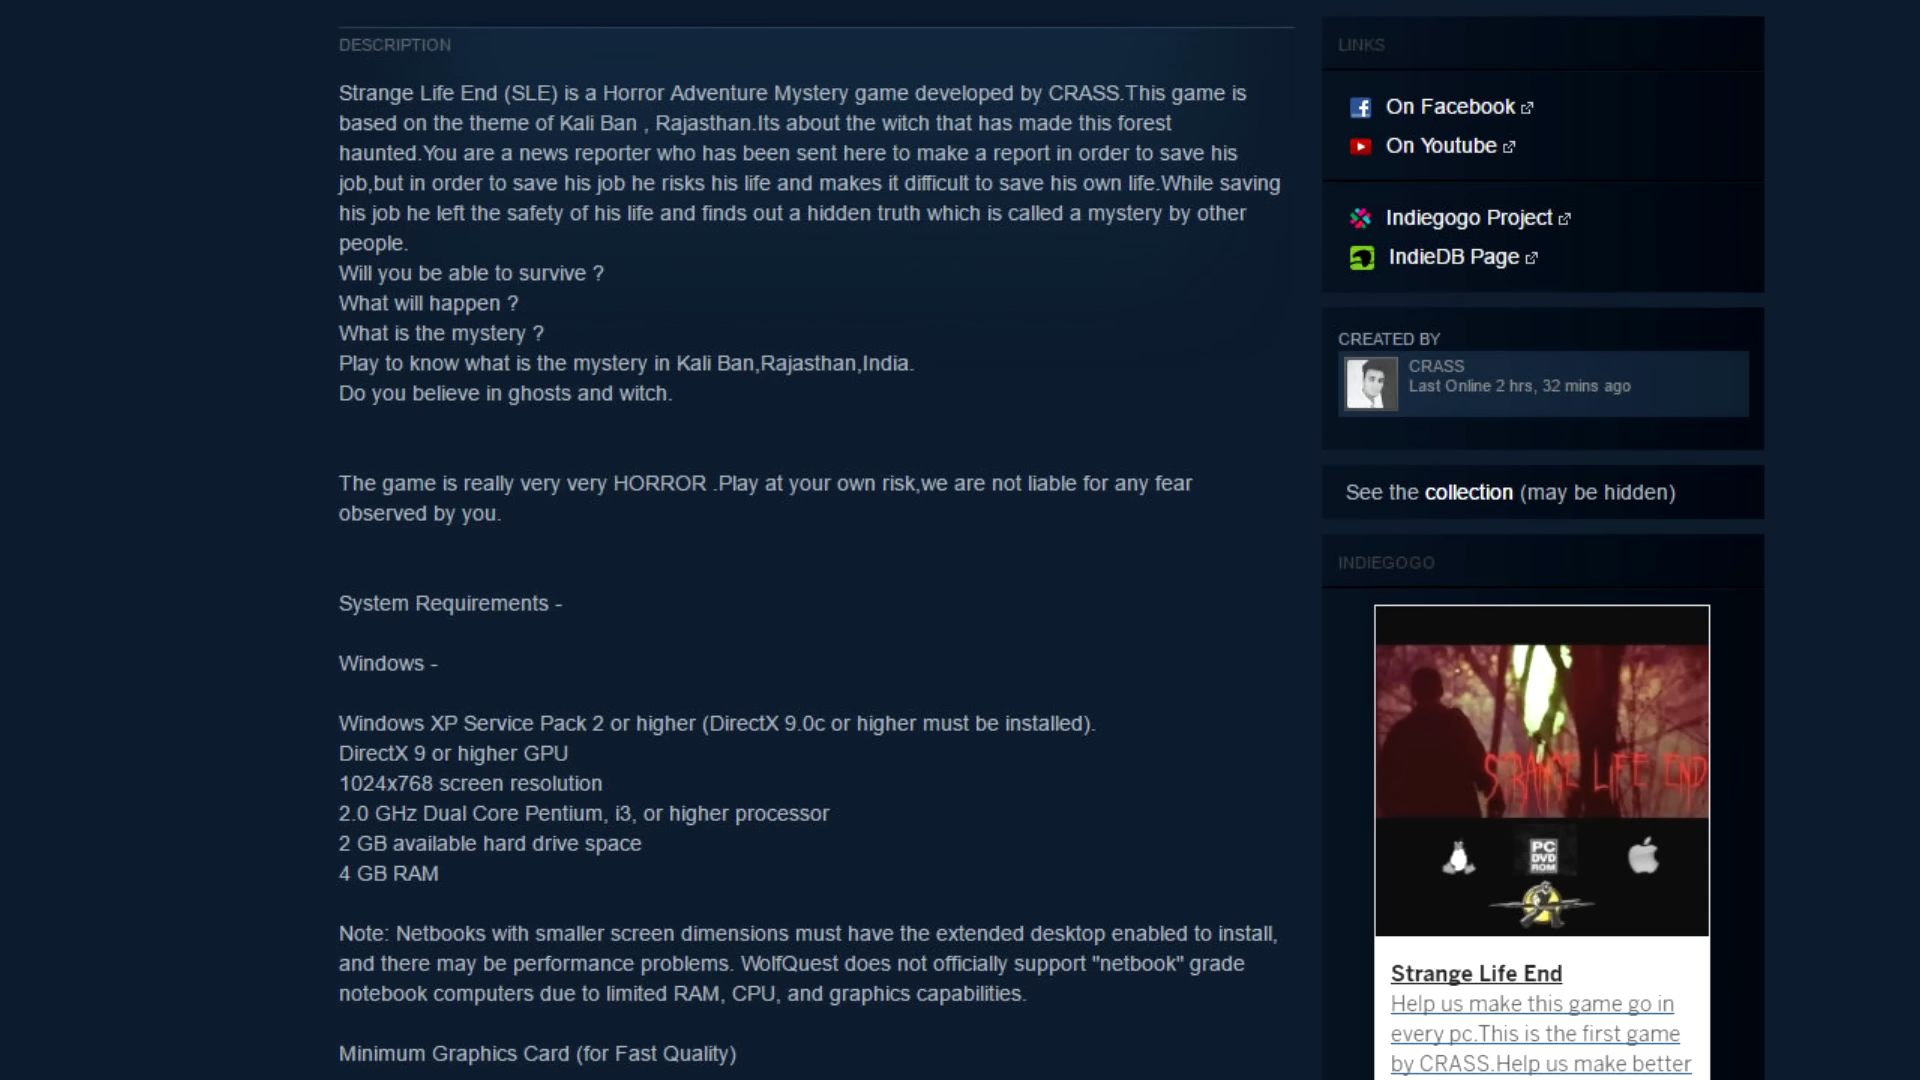 DESCRIPTION
Strange Life End (SLE) is a Horror Adventure Mystery game developed by CRASS.This game is
based on the theme of Kali Ban , Rajasthan.Its about the witch that has made this forest
haunted.You are a news reporter who has been sent here to make a report in order to save his
job,but in order to save his job he risks his life and makes it difficult to save his own life.While saving
his job he left the safety of his life and finds out a hidden truth which is called a mystery by other
people.
Will you be able to survive ?
What will happen ?
What is the mystery ?
Play to know what is the mystery in Kali Ban,Rajasthan,India.
Do you believe in ghosts and witch.
The game is really very very HORROR .Play at your own risk,we are not liable for any fear
observed by you.
System Requirements -
Windows -
Windows XP Service Pack 2 or higher (DirectX 9.0c or higher must be installed).
DirectX 9 or higher GPU
1024x768 screen resolution
2.0 GHz Dual Core Pentium, i3, or higher processor
2 GB available hard drive space
4 GB RAM
Note: Netbooks with smaller screen dimensions must have the extended desktop enabled to install,
and there may be performance problems. WolfQuest does not officially support "netbook" grade
notebook computers due to limited RAM, CPU, and graphics capabilities.
Minimum Graphics Card (for Fast Quality)
LINKS
On Facebook
On Youtube
Indiegogo Project
IndieDB Page
CREATED BY
CRASS
Last Online 2 hrs, 32 mins ago
See the collection (may be hidden)
INDIEGOGO
STRANGE LIFE END
PC
DVD
ROM
Strange Life End
Help us make this game go in
every pc.This is the first game
by CRASS.Help us make better